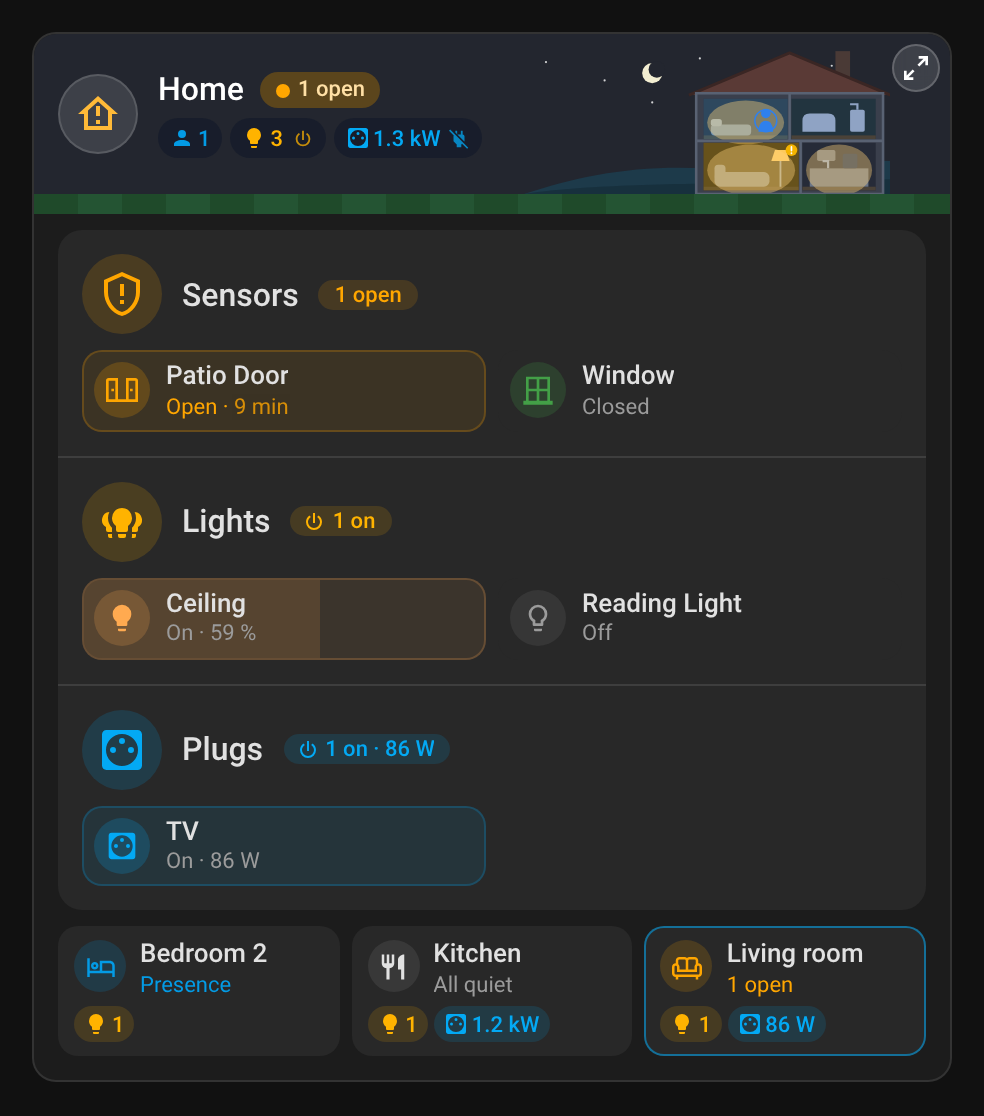 Home
1 open
1
3
1.3 kW
Sensors
1 open
Patio Door
Open · 9 min
Window
Closed
Lights
1 on
Ceiling
On · 59 %
Reading Light
Off
Plugs
1 on · 86 W
TV
On · 86 W
Bedroom 2
Presence
1
Kitchen
All quiet
1
1.2 kW
Living room
1 open
1
86 W